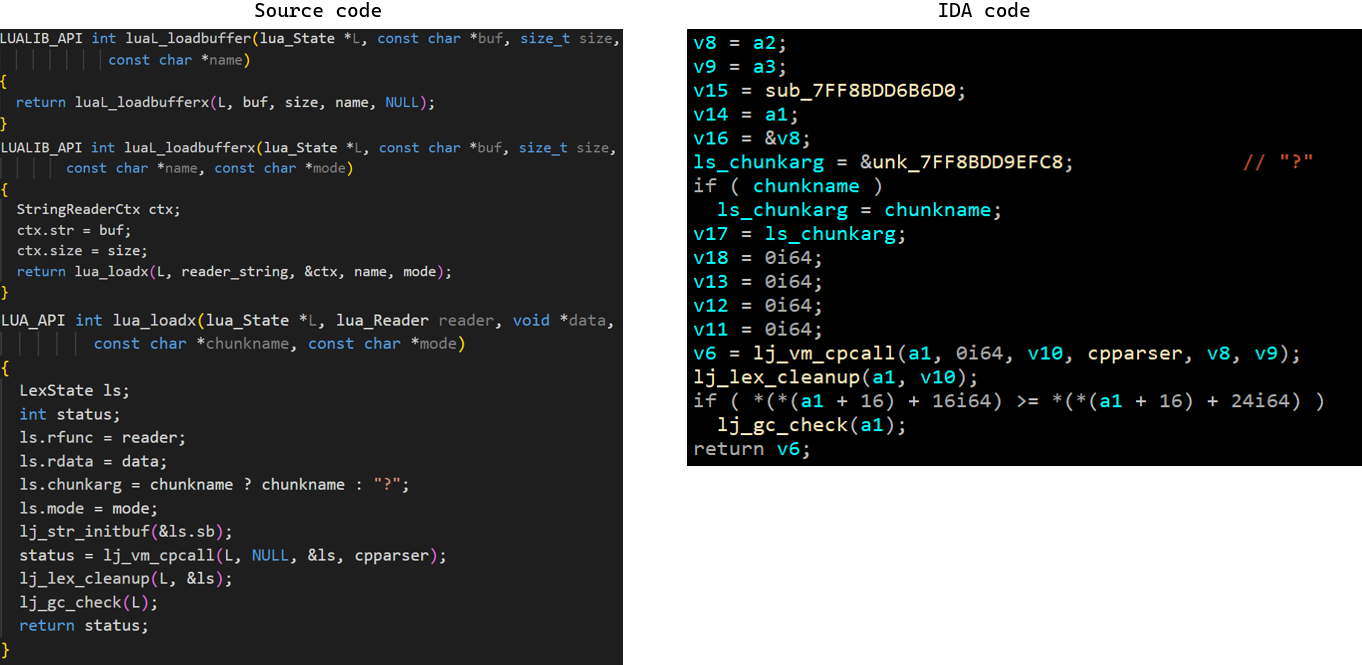 Source code
LUALIB_API int luaL_loadbuffer(lua_State *L, const char *buf, size_t size,
const char *name)
{
return luaL_loadbufferx(L, buf, size, name, NULL);
}
LUALIB_API int luaL_loadbufferx(lua_State *L, const char *buf, size_t size,
const char *name, const char *mode)
{
StringReaderCtx ctx;
ctx.str = buf;
ctx.size = size;
return lua_loadx(L, reader_string, &ctx, name, mode);
}
LUA_API int lua_loadx(lua_State *L, lua_Reader reader, void *data,
const char *chunkname, const char *mode)
{
LexState ls;
int status;
ls.rfunc = reader;
ls.rdata = data;
ls.chunkarg = chunkname ? chunkname : "?";
ls.mode = mode;
lj_str_initbuf(&ls.sb);
status = lj_vm_cpcall(L, NULL, &ls, cpparser);
lj_lex_cleanup(L, &ls);
lj_gc_check(L);
return status;
}
IDA code
v8 = a2;
v9 = a3;
v15 = sub_7FF8BDD6B6D0;
v14 = a1;
v16 = &v8;
ls_chunkarg = &unk_7FF8BDD9EFC8; // "?"
if ( chunkname )
ls_chunkarg = chunkname;
v17 = ls_chunkarg;
v18 = 0i64;
v13 = 0i64;
v12 = 0i64;
v11 = 0i64;
v6 = lj_vm_cpcall(a1, 0i64, v10, cpparser, v8, v9);
lj_lex_cleanup(a1, v10);
if ( *(*(a1 + 16) + 16i64) >= *(*(a1 + 16) + 24i64) )
lj_gc_check(a1);
return v6;